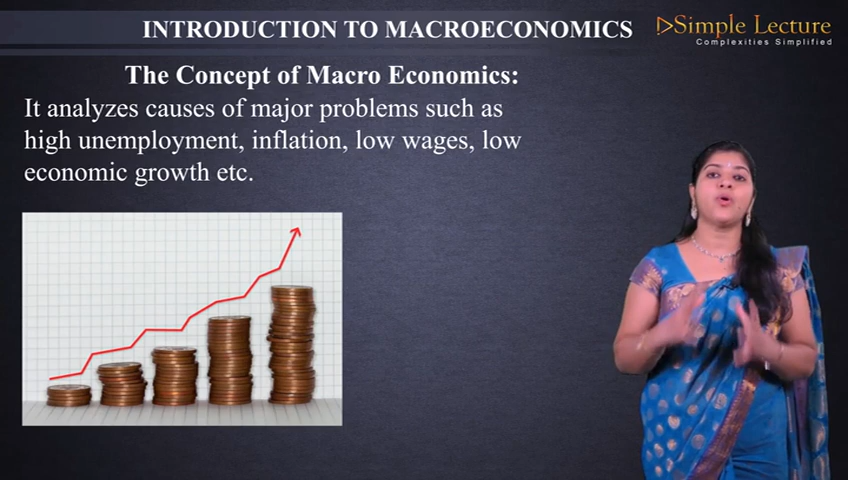 INTRODUCTION TO MACROECONOMICS
Simple Lecture
Complexities Simplified
The Concept of Macro Economics:
It analyzes causes of major problems such as
high unemployment, inflation, low wages, low
economic growth etc.